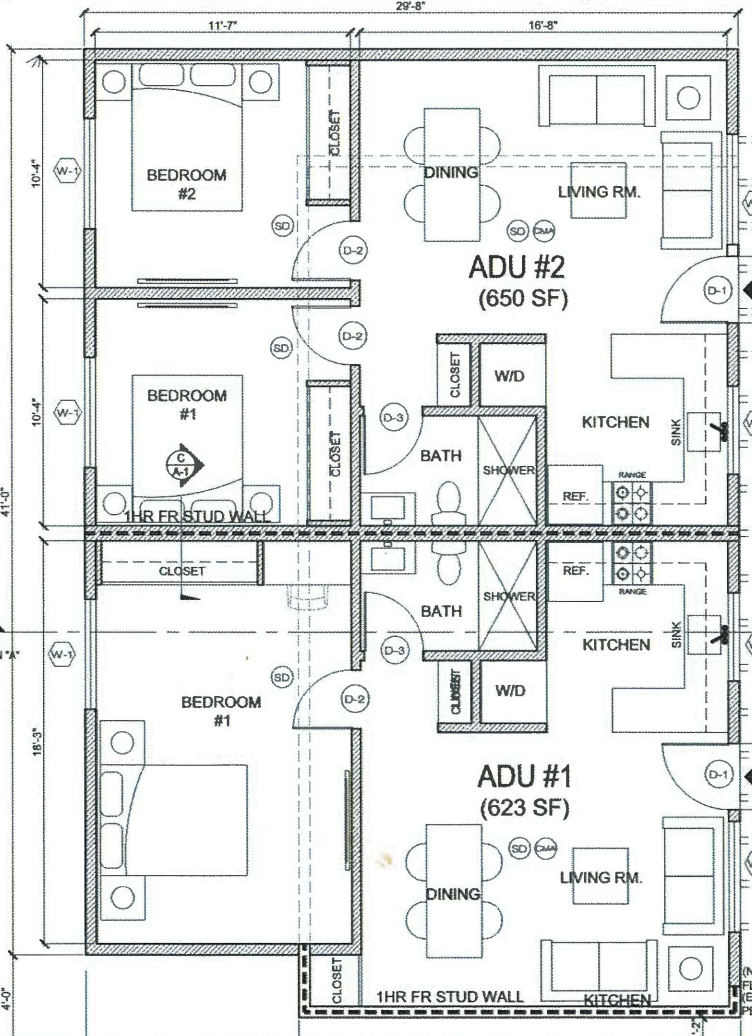 29'-8"
11'-7"
16'-8"
10'-4"
W-1
BEDROOM
#2
CLOSET
SD
D-2
DINING
LIVING RM.
SD
CMA
ADU #2
(650 SF)
D-1
10'-4"
W-1
BEDROOM
#1
SD
D-2
CLOSET
C
A-1
1HR FR STUD WALL
CLOSET
W/D
D-3
BATH
SHOWER
KITCHEN
SINK
REF.
RANGE
41'-0"
CLOSET
BATH
SHOWER
REF.
RANGE
KITCHEN
SINK
D-3
W-1
"A"
SD
D-2
BEDROOM
#1
18'-3"
W/D
ADU #1
(623 SF)
D-1
SD
CMA
DINING
LIVING RM.
CLOSET
1HR FR STUD WALL
KITCHEN
4'-0"